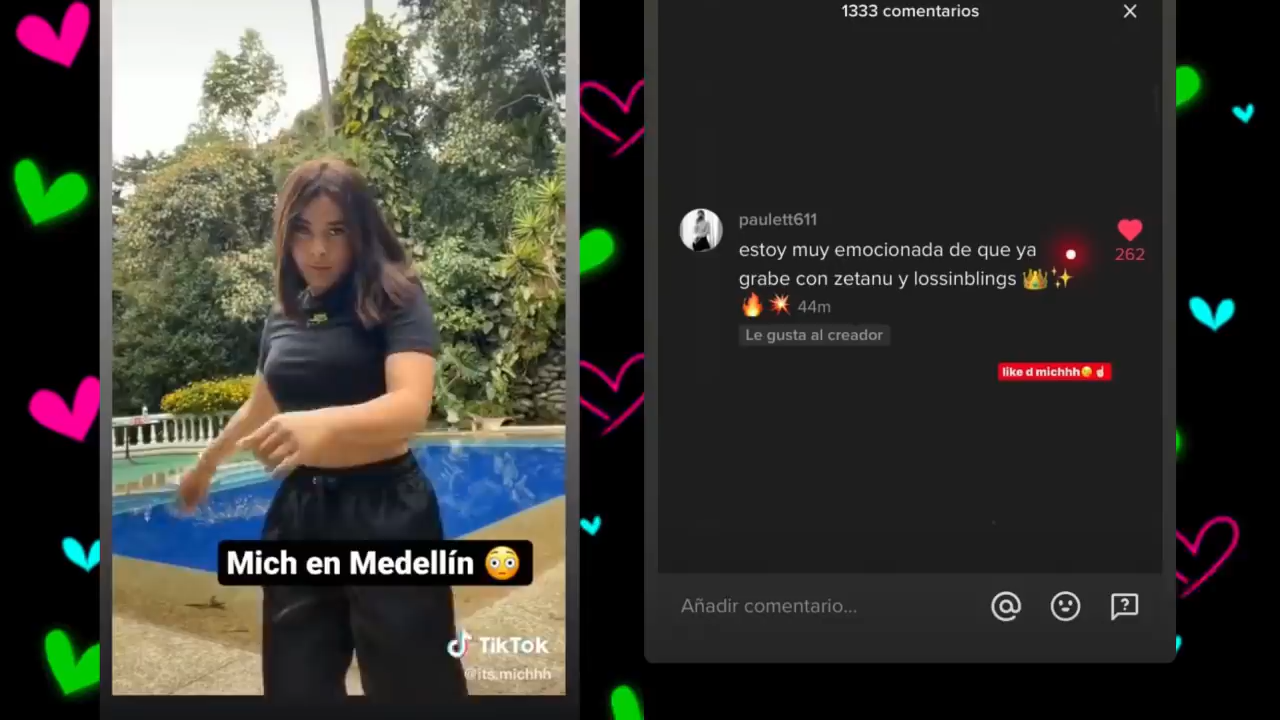 Mich en Medellín 😳
TikTok
@its.michhh
1333 comentarios
paulett611
estoy muy emocionada de que ya
grabe con zetanu y lossinblings 👑✨
🔥💥 44m
262
Le gusta al creador
like d michhh😘☝
Añadir comentario...